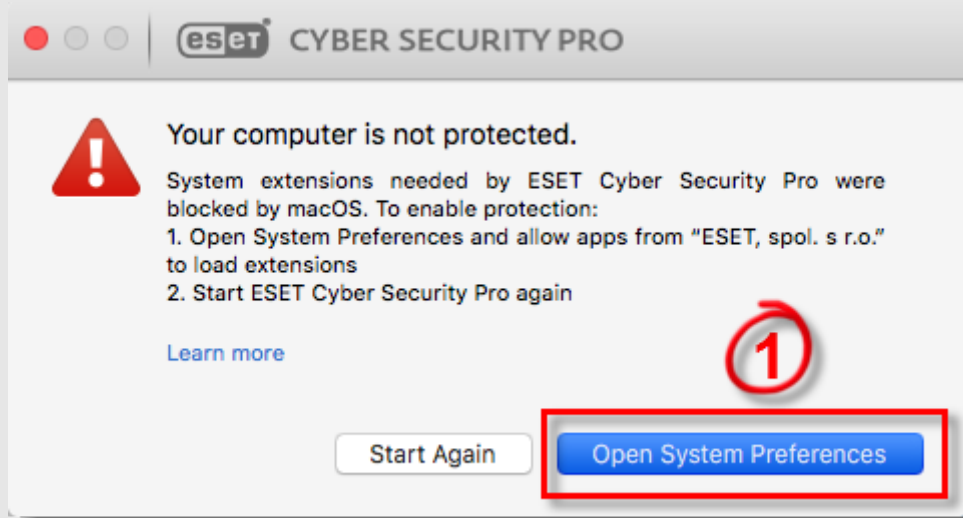 eseT CYBER SECURITY PRO
Your computer is not protected.
System extensions needed by ESET Cyber Security Pro were
blocked by macOS. To enable protection:
1. Open System Preferences and allow apps from “ESET, spol. s r.o.”
to load extensions
2. Start ESET Cyber Security Pro again
Learn more
1
Start Again
Open System Preferences